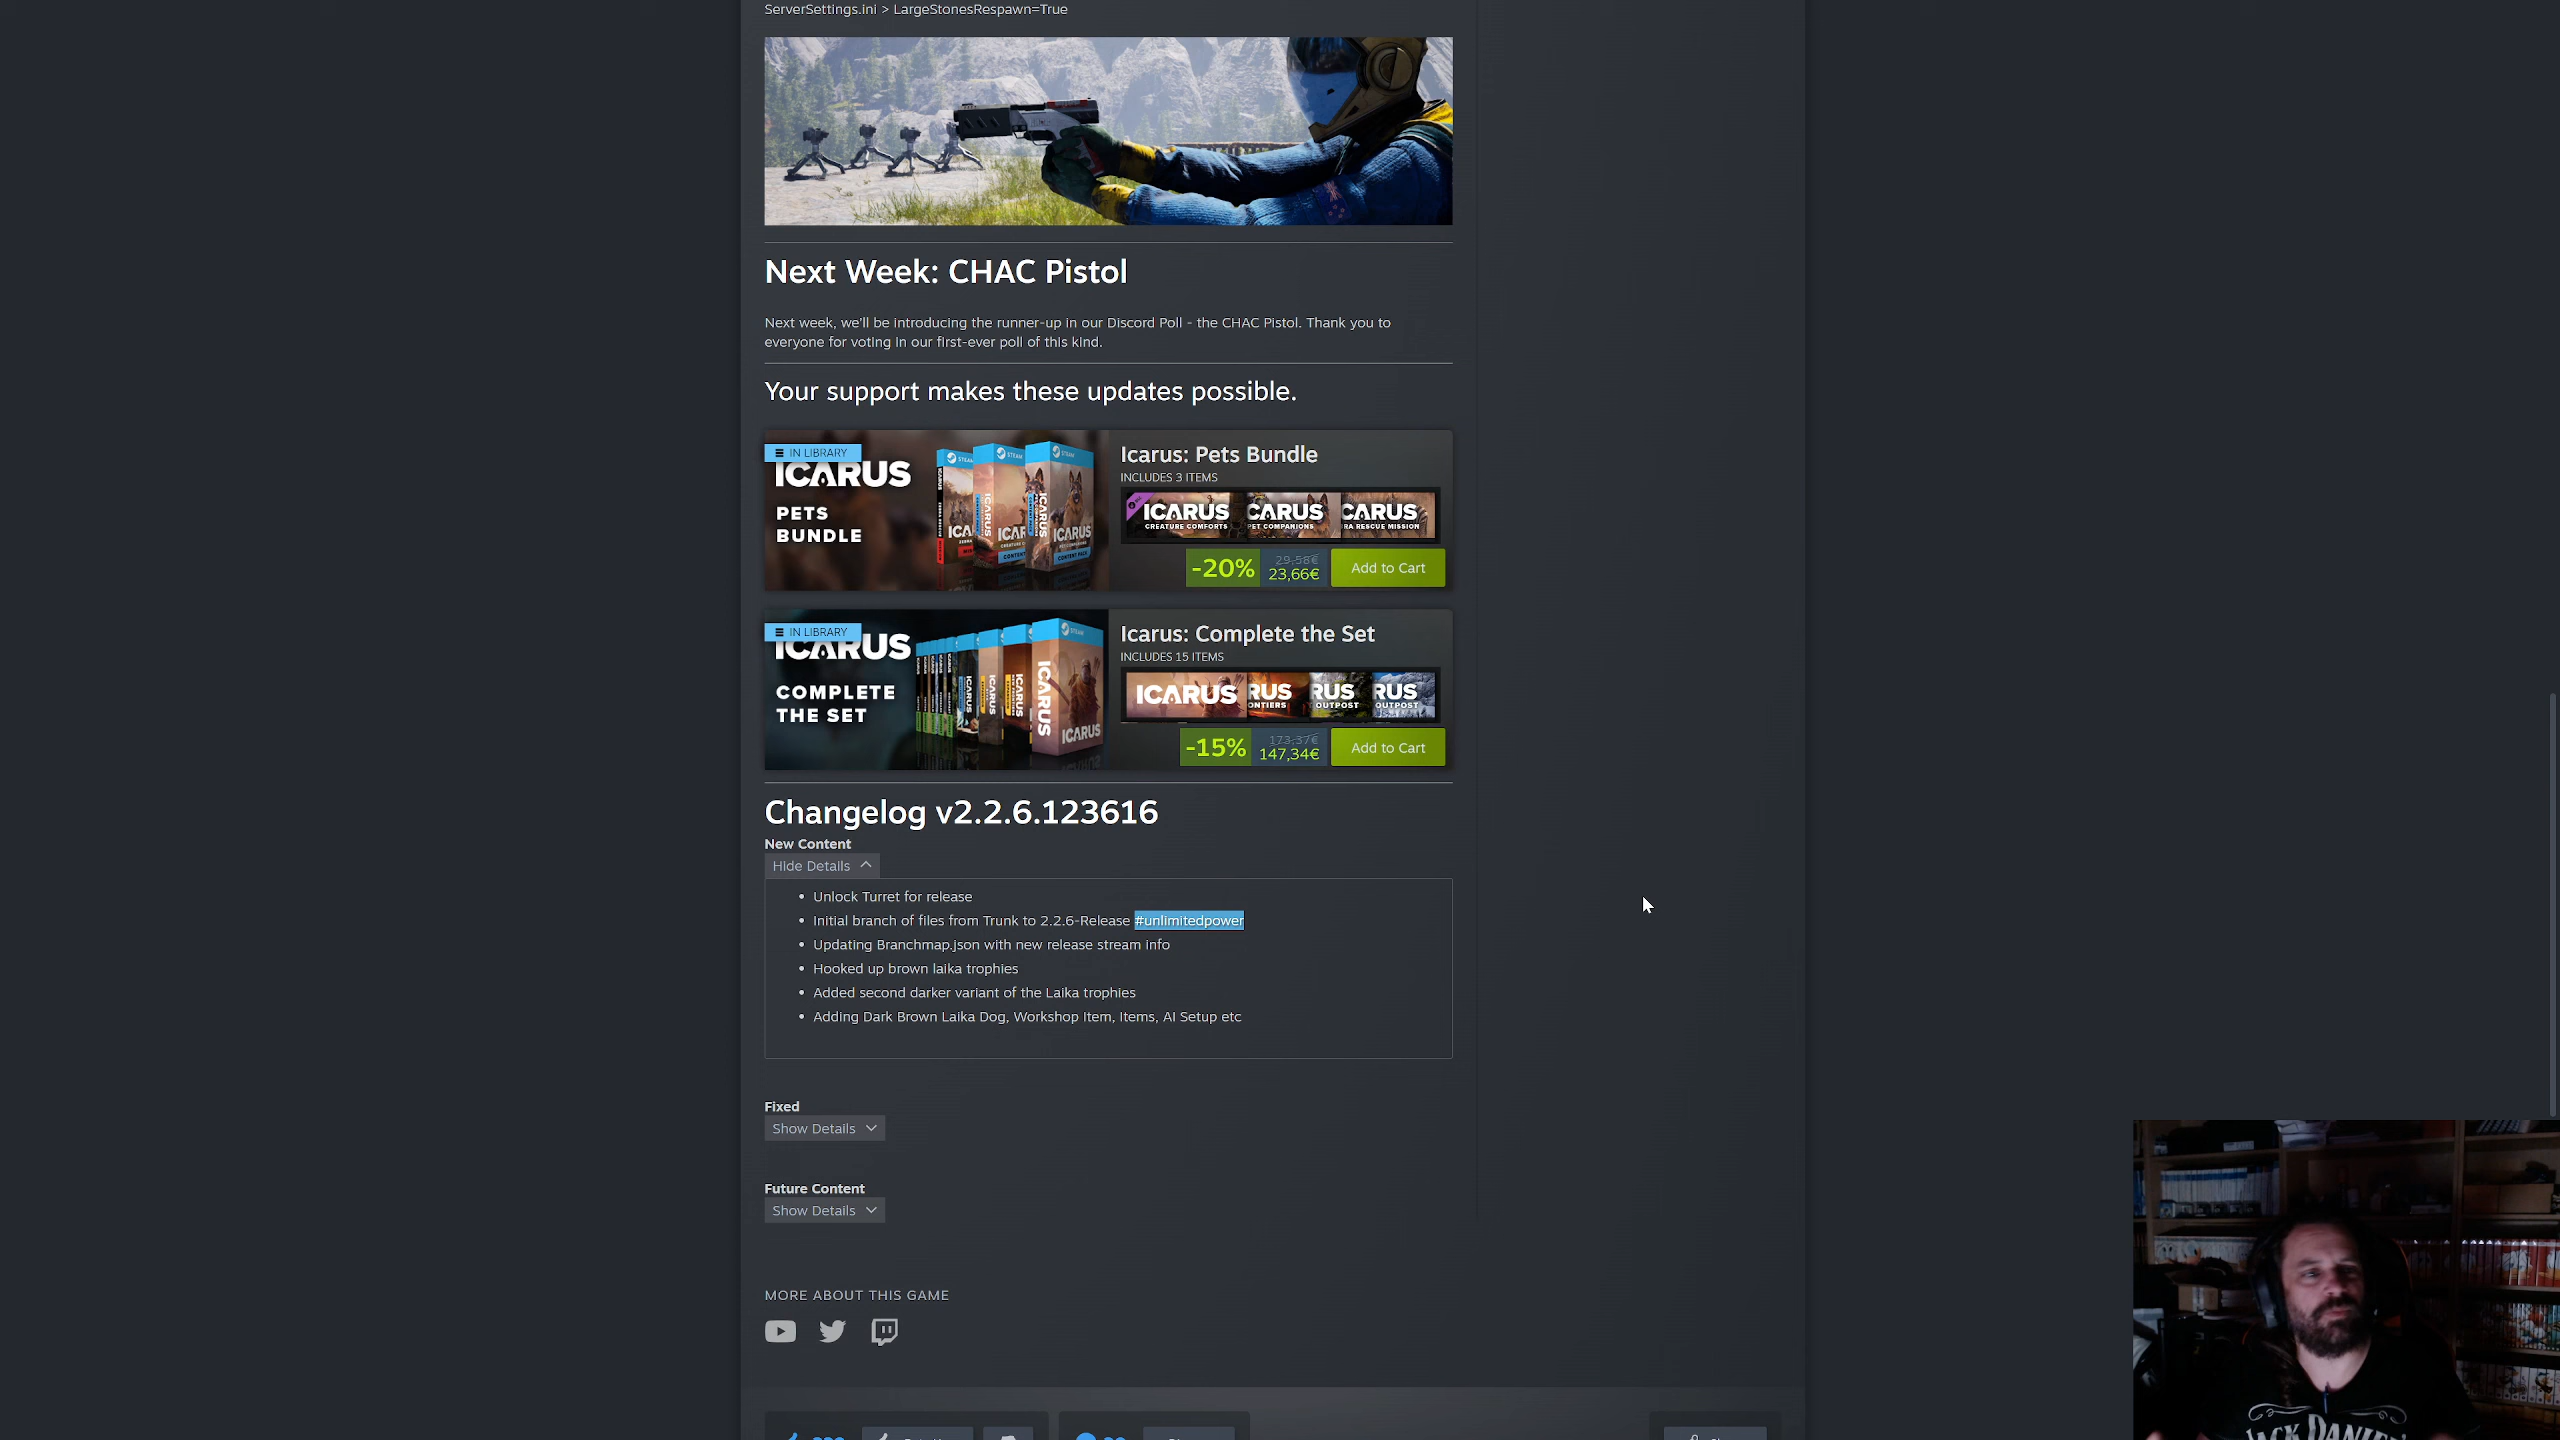 ServerSettings.ini > LargeStonesRespawn=True
Next Week: CHAC Pistol
Next week, we'll be introducing the runner-up in our Discord Poll - the CHAC Pistol. Thank you to
everyone for voting in our first-ever poll of this kind.
Your support makes these updates possible.
IN LIBRARY
ICARUS
PETS
BUNDLE
Icarus: Pets Bundle
INCLUDES 3 ITEMS
ICARUS CREATURE COMFORTS
ICARUS PET COMPANIONS
ICARUS RA RESCUE MISSION
-20%
29,58€
23,66€
Add to Cart
IN LIBRARY
ICARUS
COMPLETE
THE SET
Icarus: Complete the Set
INCLUDES 15 ITEMS
ICARUS
RUS ONTIERS
RUS OUTPOST
RUS OUTPOST
-15%
173,37€
147,34€
Add to Cart
Changelog v2.2.6.123616
New Content
Hide Details
• Unlock Turret for release
• Initial branch of files from Trunk to 2.2.6-Release #unlimitedpower
• Updating Branchmap.json with new release stream info
• Hooked up brown laika trophies
• Added second darker variant of the Laika trophies
• Adding Dark Brown Laika Dog, Workshop Item, Items, AI Setup etc
Fixed
Show Details
Future Content
Show Details
MORE ABOUT THIS GAME
JACK DANIEL